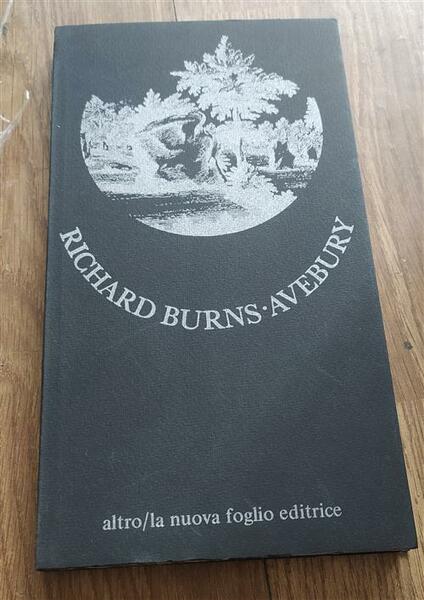 RICHARD BURNS · AVEBURY
altro/la nuova foglio editrice